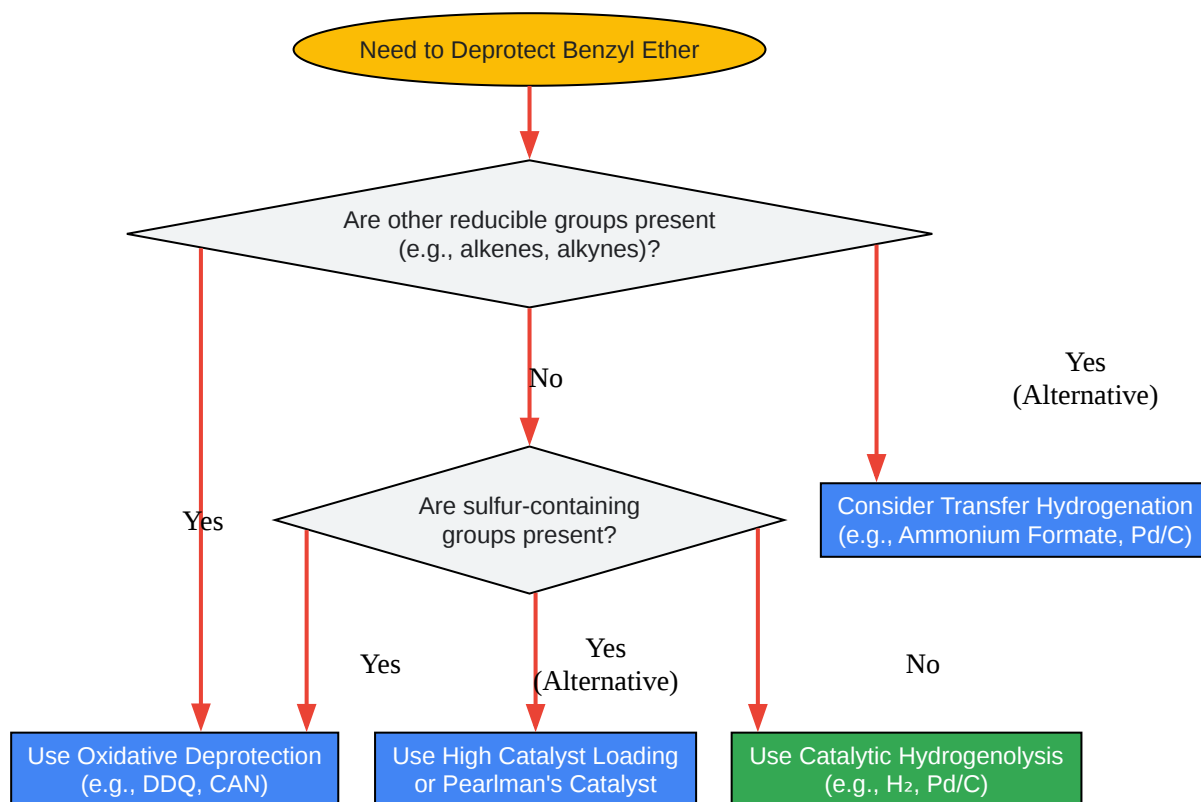 Need to Deprotect Benzyl Ether
Are other reducible groups present
(e.g., alkenes, alkynes)?
Yes
(Alternative)
No
Are sulfur-containing
groups present?
Consider Transfer Hydrogenation
(e.g., Ammonium Formate, Pd/C)
Yes
Yes
Yes
(Alternative)
No
Use Oxidative Deprotection
(e.g., DDQ, CAN)
Use High Catalyst Loading
or Pearlman's Catalyst
Use Catalytic Hydrogenolysis
(e.g., H₂, Pd/C)